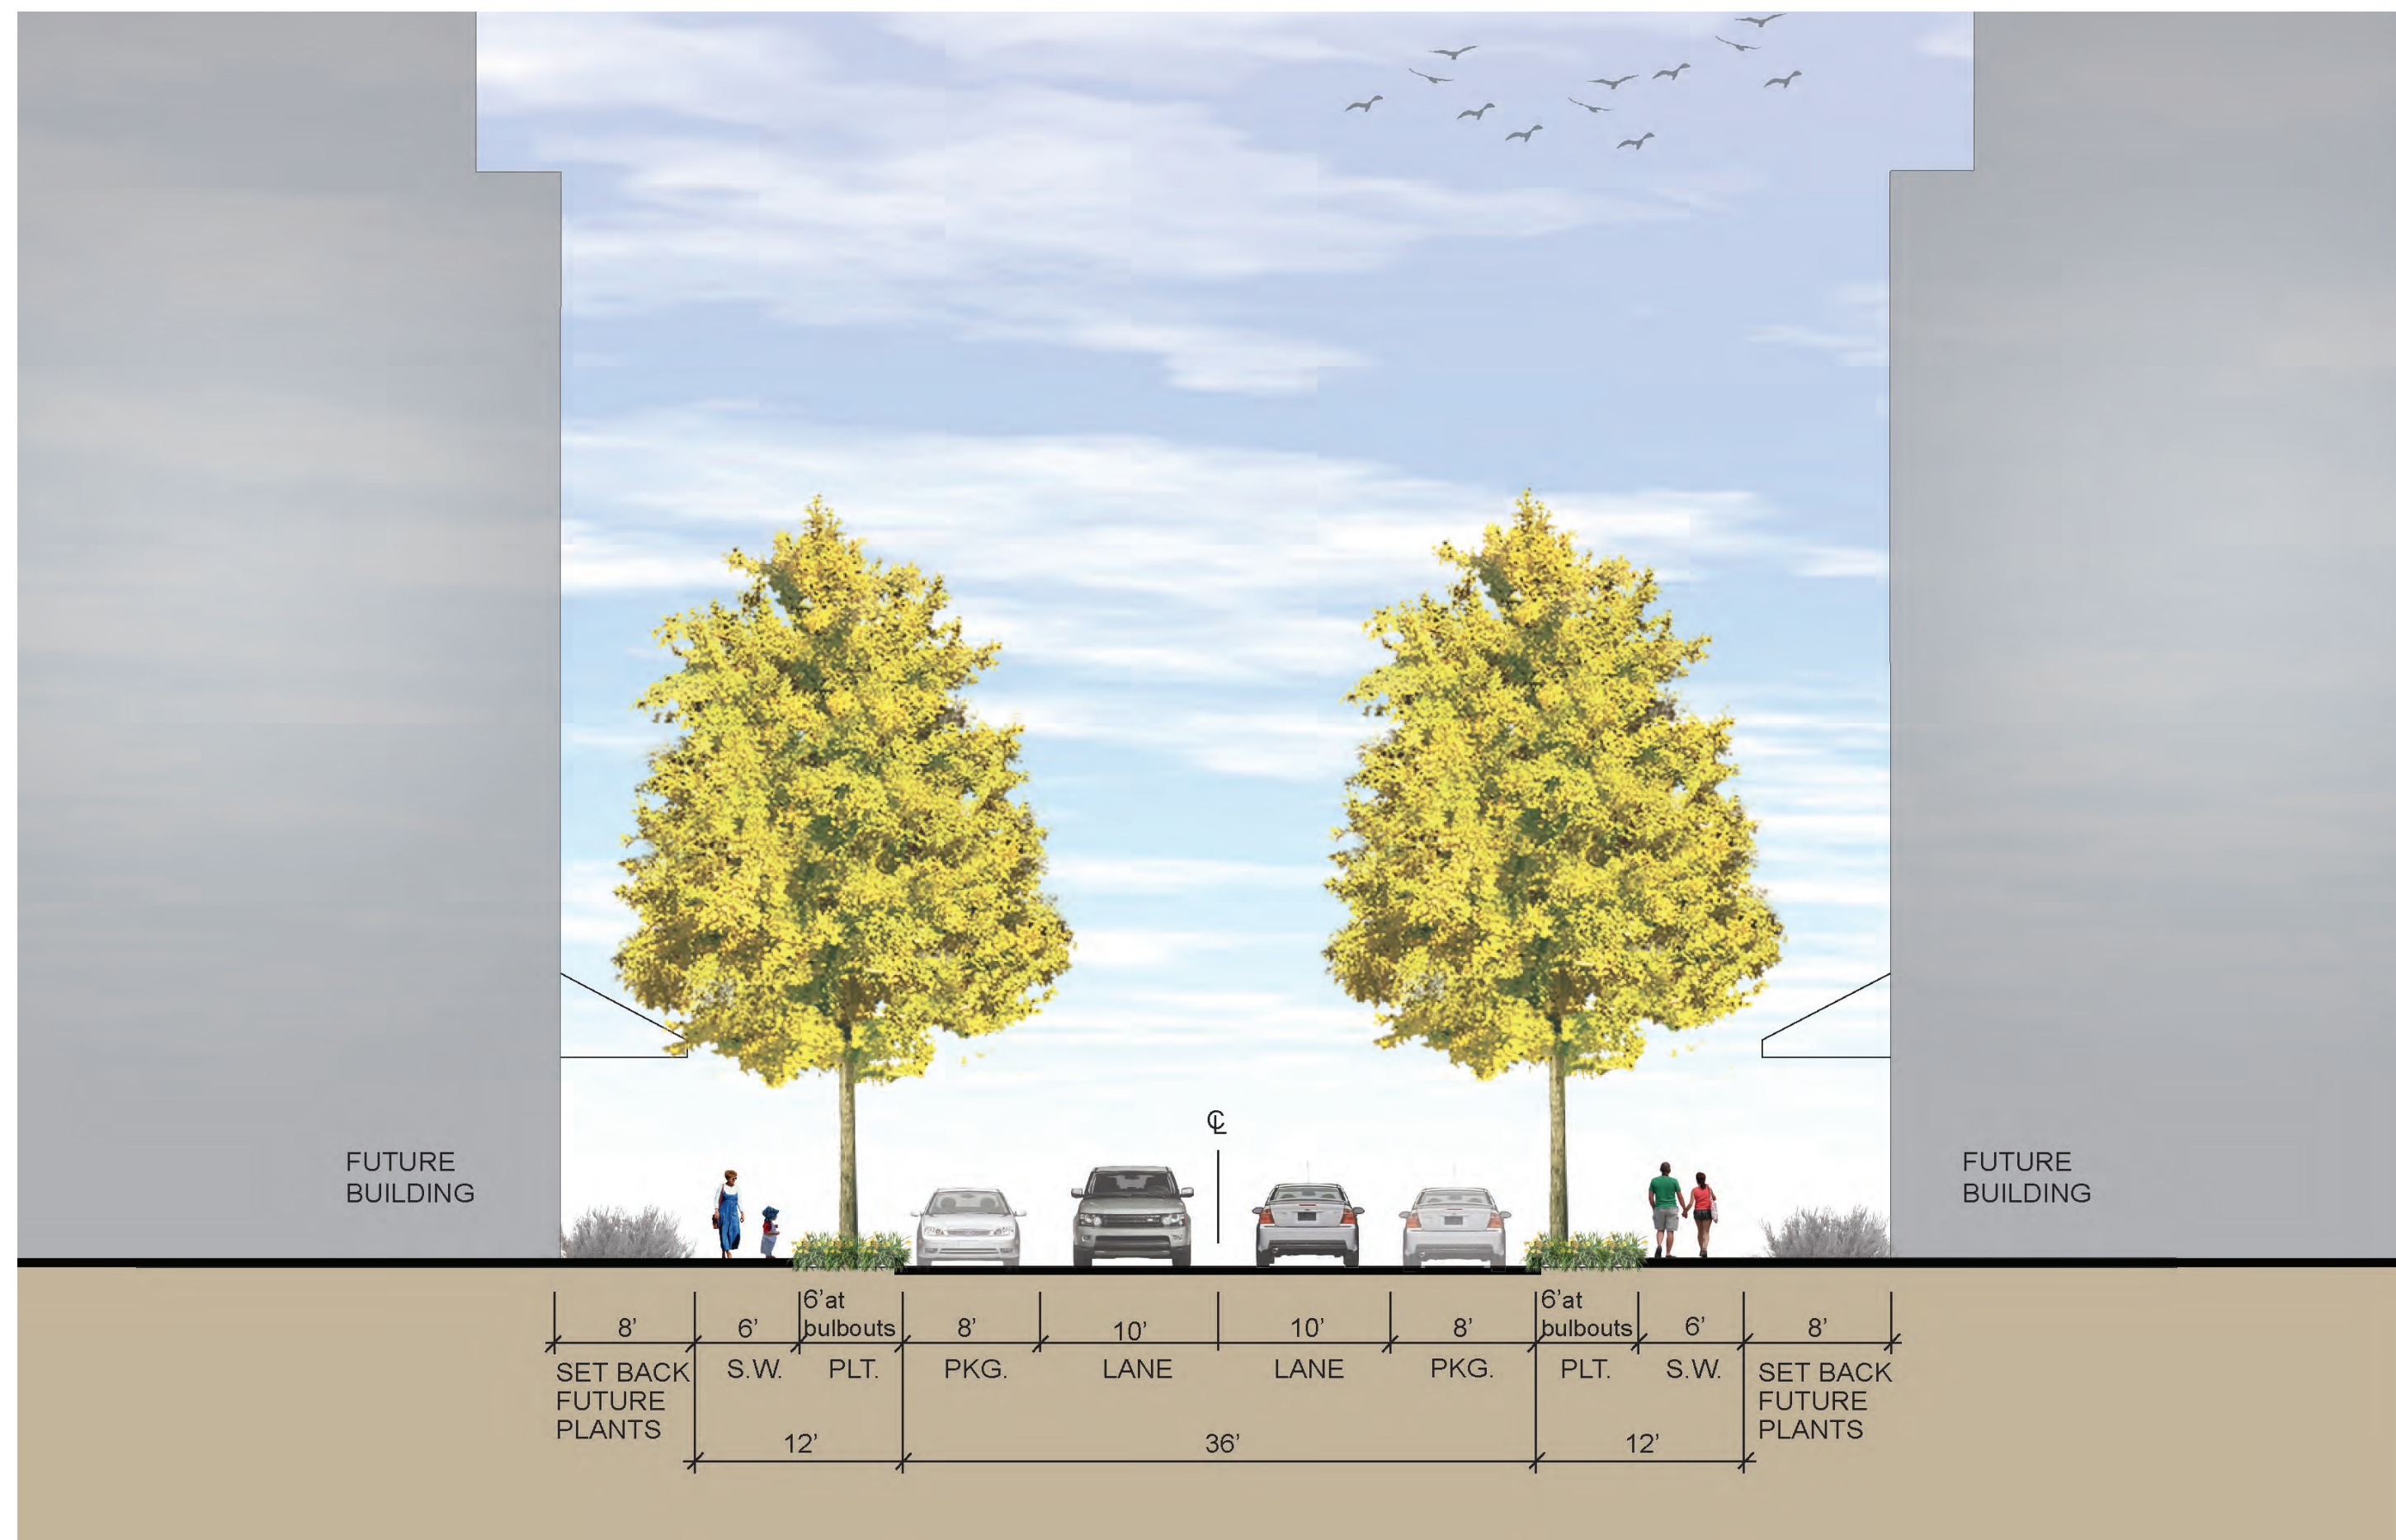 ℄
FUTURE
BUILDING
FUTURE
BUILDING
8’
6’
6’at
bulbouts
8’
10’
10’
8’
6’at
bulbouts
6’
8’
SET BACK
FUTURE
PLANTS
S.W.
PLT.
PKG.
LANE
LANE
PKG.
PLT.
S.W.
SET BACK
FUTURE
PLANTS
12’
36’
12’